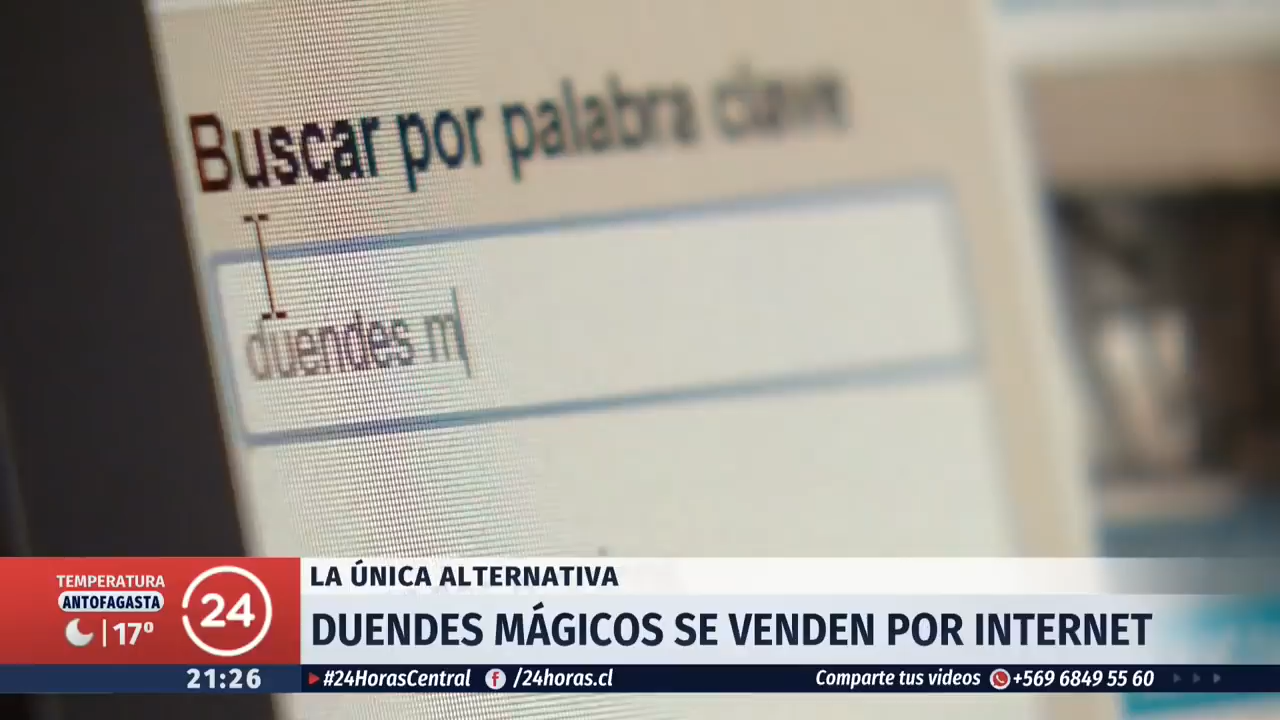 Buscar por palabra clave
duendes m
LA ÚNICA ALTERNATIVA
DUENDES MÁGICOS SE VENDEN POR INTERNET
TEMPERATURA
ANTOFAGASTA
17º
24
21:26
#24HorasCentral
/24horas.cl
Comparte tus videos
+569 6849 55 60